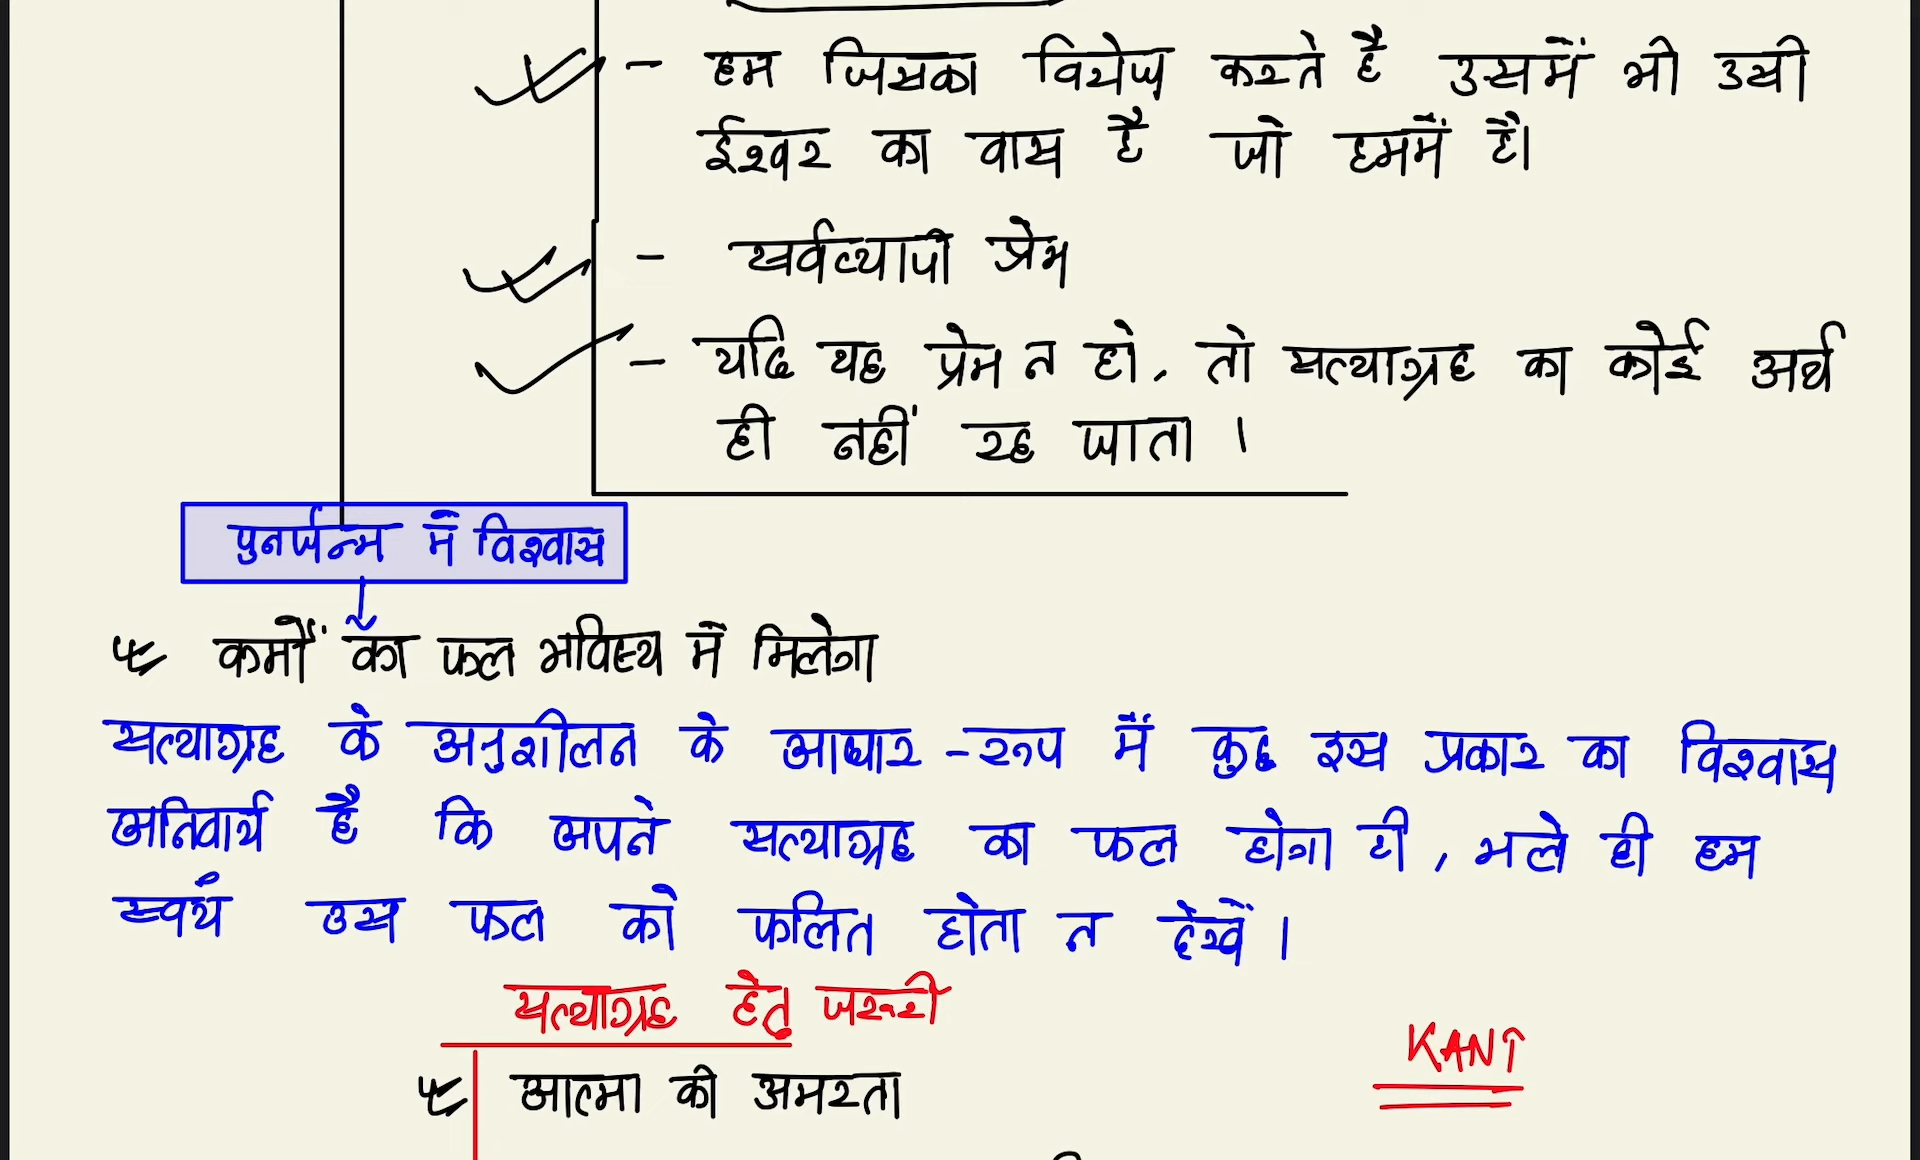 - हम जिसका विरोध करते है उसमें भी उसी
ईश्वर का वास है जो हममें है।
- सर्वव्यापी प्रेम
- यदि यह प्रेम न हो, तो सत्याग्रह का कोई अर्थ
ही नहीं रह जाता ।
पुनर्जन्म में विश्वास
कर्मों का फल भविष्य में मिलेगा
सत्याग्रह के अनुशीलन के आधार - रूप में कुछ इस प्रकार का विश्वास
अनिवार्य है कि अपने सत्याग्रह का फल होगा ही, भले ही हम
स्वयं उस फल को फलित होता न देखें ।
सत्याग्रह हेतु जरूरी
KANT
आत्मा की अमरता